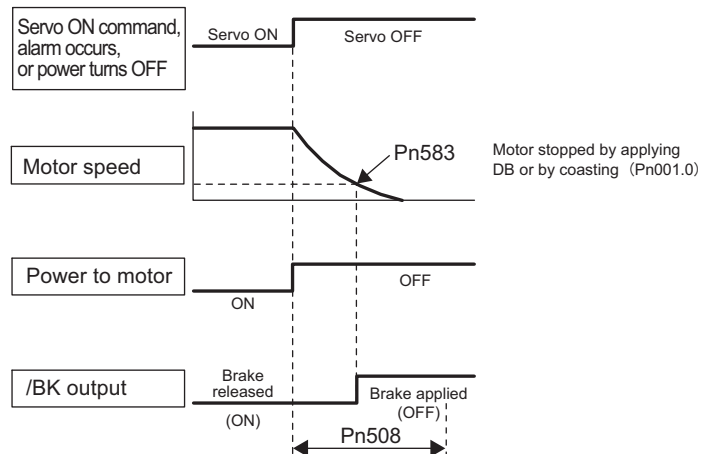 Servo ON command,
alarm occurs,
or power turns OFF
Servo ON
Servo OFF
Motor speed
Pn583
Motor stopped by applying
DB or by coasting (Pn001.0)
Power to motor
ON
OFF
/BK output
Brake
released
(ON)
Brake applied
(OFF)
Pn508